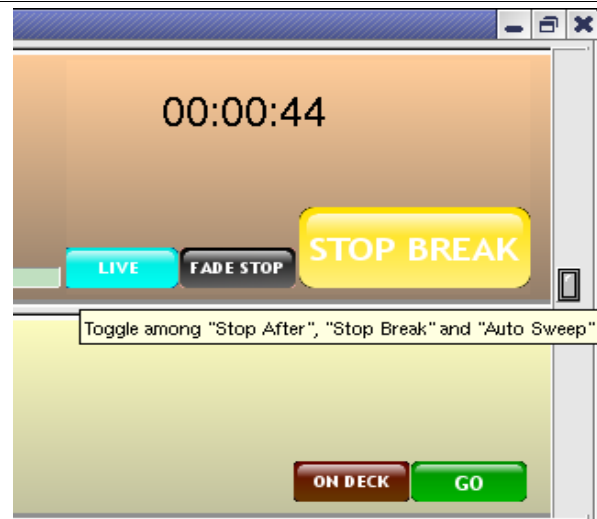 00:00:44
STOP BREAK
LIVE
FADE STOP
Toggle among "Stop After", "Stop Break" and "Auto Sweep"
ON DECK
GO